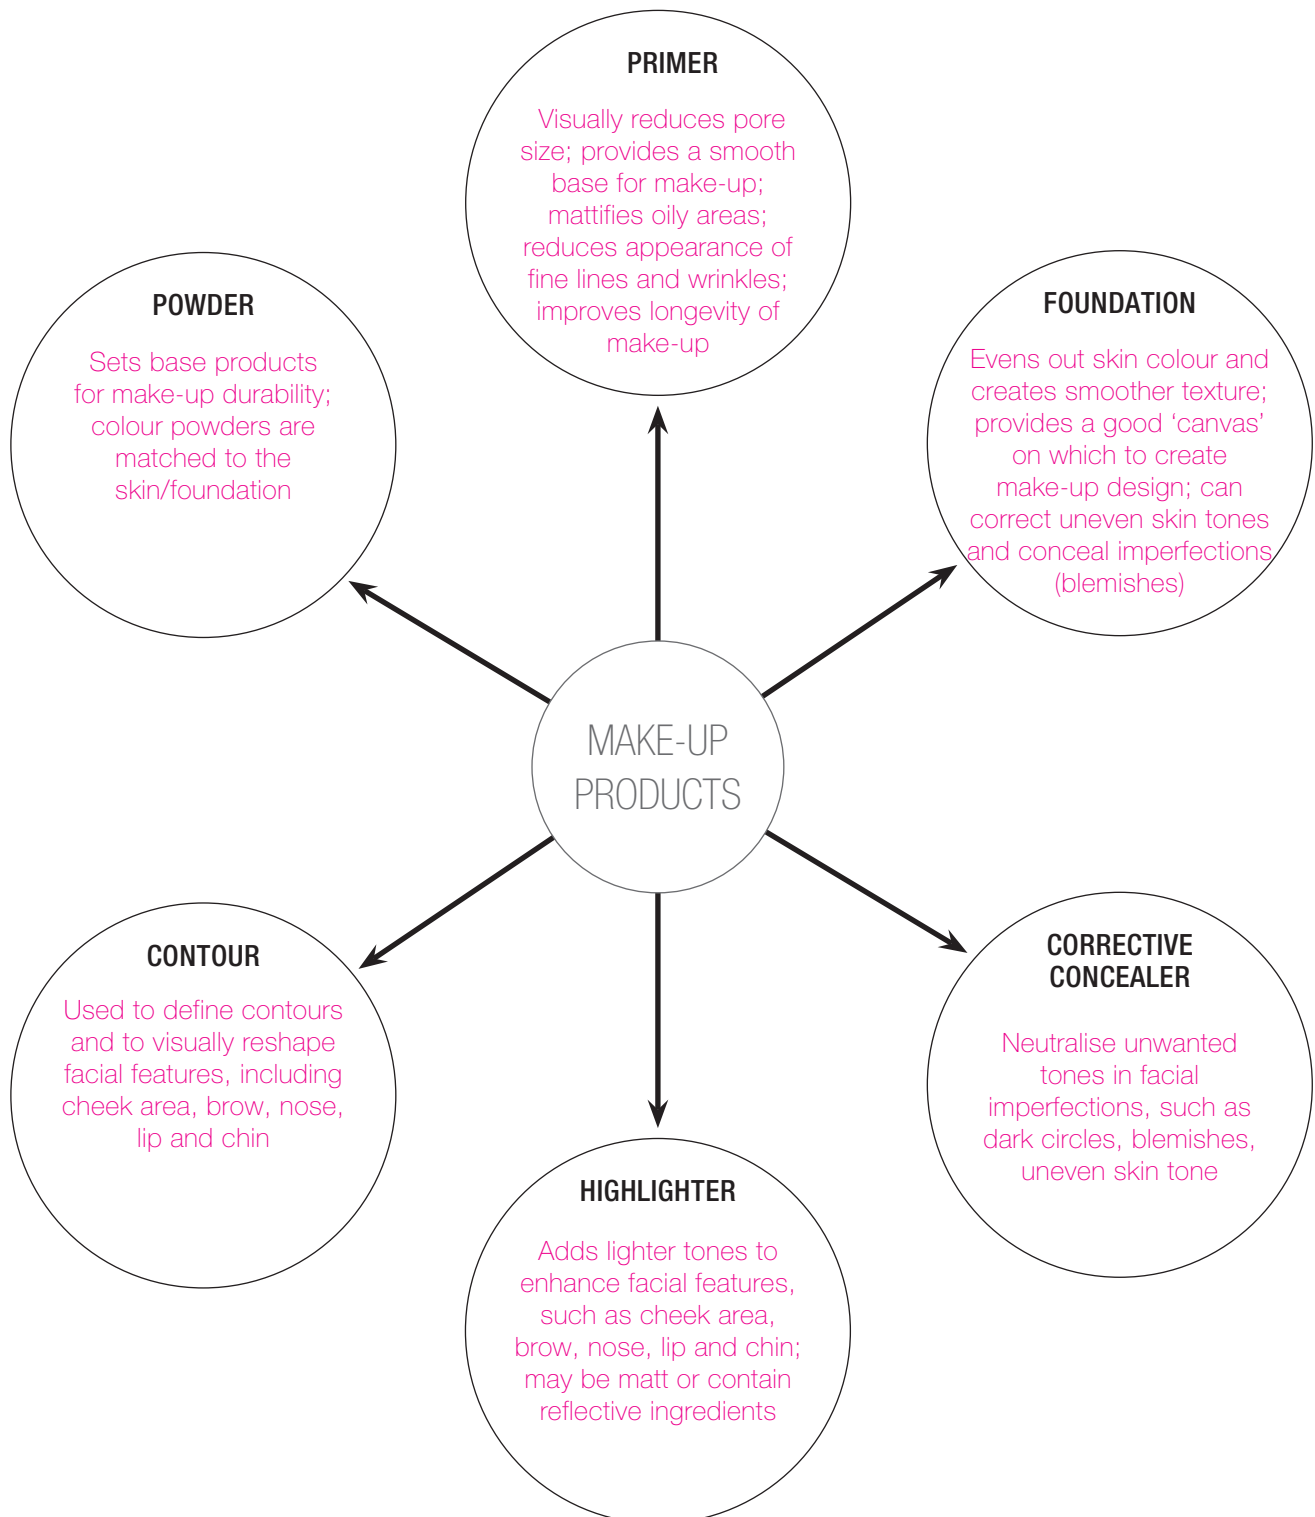 PRIMER
Visually reduces pore
size; provides a smooth
base for make-up;
mattifies oily areas;
reduces appearance of
fine lines and wrinkles;
improves longevity of
make-up
POWDER
Sets base products
for make-up durability;
colour powders are
matched to the
skin/foundation
FOUNDATION
Evens out skin colour and
creates smoother texture;
provides a good ‘canvas’
on which to create
make-up design; can
correct uneven skin tones
and conceal imperfections
(blemishes)
MAKE-UP
PRODUCTS
CONTOUR
Used to define contours
and to visually reshape
facial features, including
cheek area, brow, nose,
lip and chin
CORRECTIVE
CONCEALER
Neutralise unwanted
tones in facial
imperfections, such as
dark circles, blemishes,
uneven skin tone
HIGHLIGHTER
Adds lighter tones to
enhance facial features,
such as cheek area,
brow, nose, lip and chin;
may be matt or contain
reflective ingredients